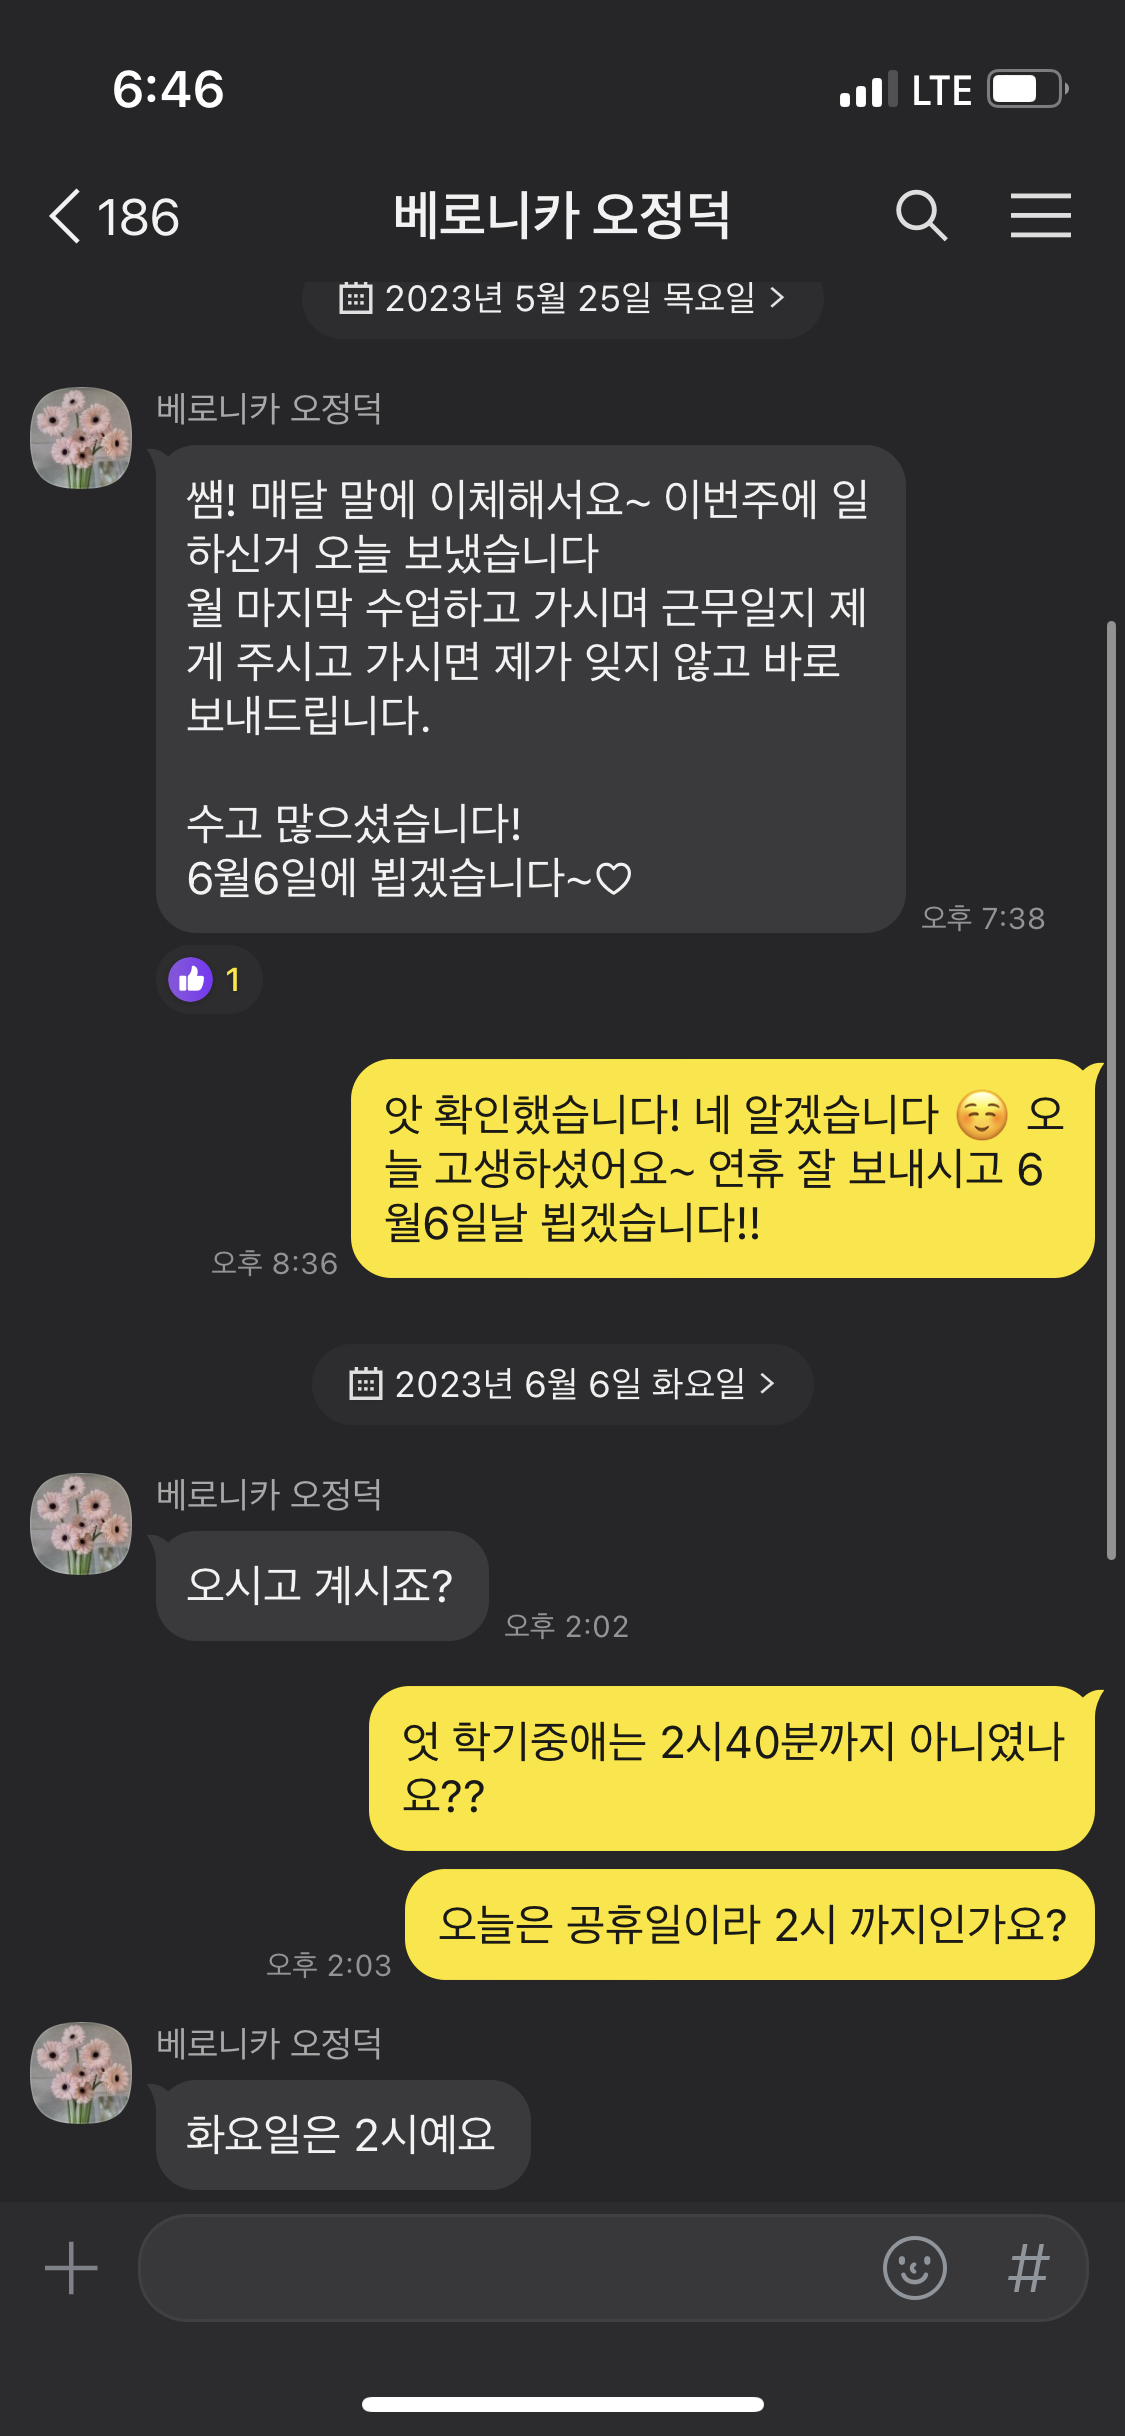 6:46
LTE
186
베로니카 오정덕
2023년 5월 25일 목요일 >
베로니카 오정덕
쌤! 매달 말에 이체해서요~ 이번주에 일
하신거 오늘 보냈습니다
월 마지막 수업하고 가시며 근무일지 제
게 주시고 가시면 제가 잊지 않고 바로
보내드립니다.
수고 많으셨습니다!
6월6일에 뵙겠습니다~♡
오후 7:38
1
앗 확인했습니다! 네 알겠습니다 ☺️ 오
늘 고생하셨어요~ 연휴 잘 보내시고 6
월6일날 뵙겠습니다!!
오후 8:36
2023년 6월 6일 화요일 >
베로니카 오정덕
오시고 계시죠?
오후 2:02
엇 학기중애는 2시40분까지 아니였나
요??
오늘은 공휴일이라 2시 까지인가요?
오후 2:03
베로니카 오정덕
화요일은 2시예요
#